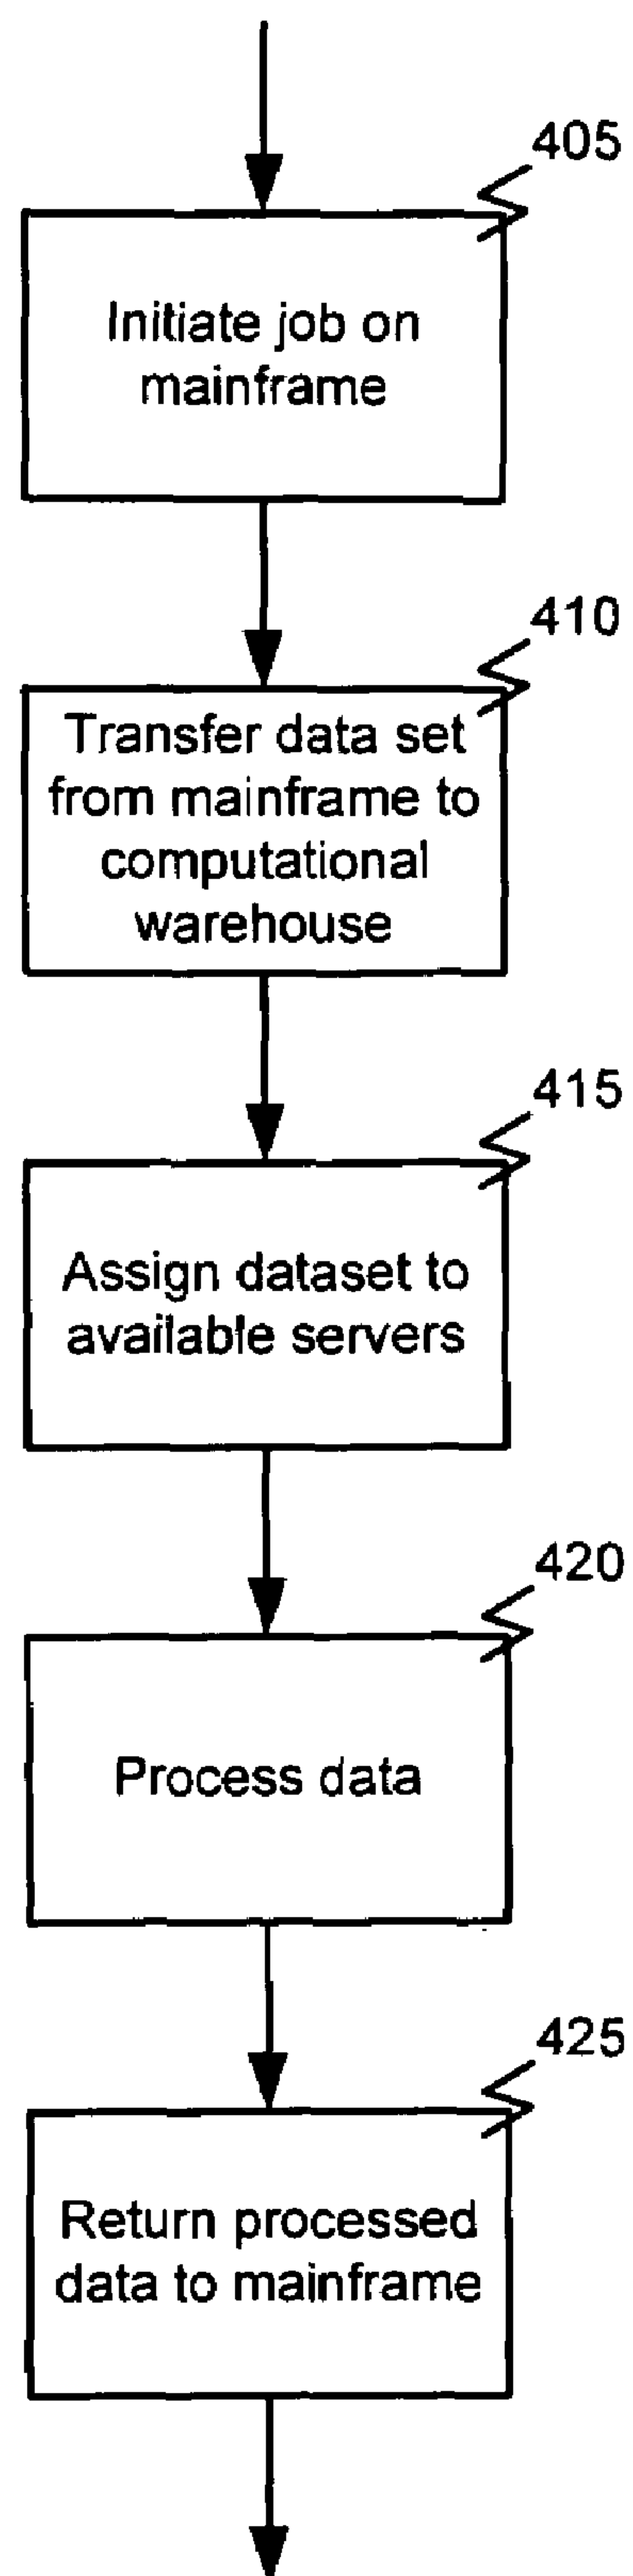 405
Initiate job on
mainframe
410
Transfer data set
from mainframe to
computational
warehouse
415
Assign dataset to
available servers
420
Process data
425
Return processed
data to mainframe